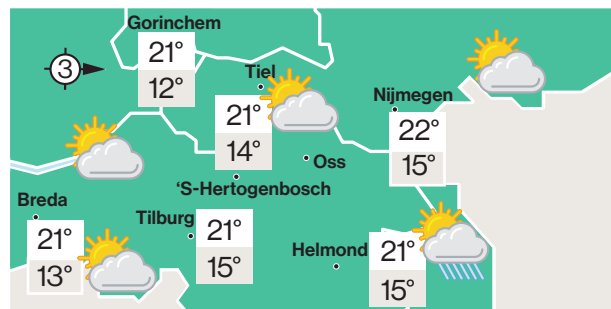 Gorinchem
21°
12°
3
Tiel
21°
14°
Nijmegen
22°
15°
Oss
'S-Hertogenbosch
Breda
21°
13°
Tilburg
21°
15°
Helmond
21°
15°